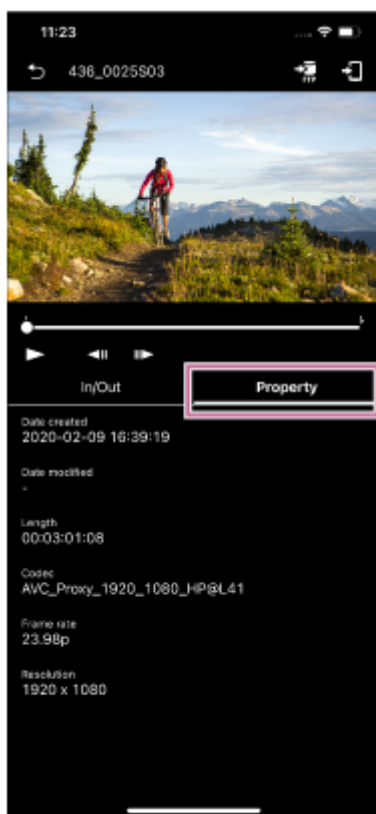 11:23
436_0025S03
FTP
In/Out
Property
Date created
2020-02-09 16:39:19
Date modified
-
Length
00:03:01:08
Codec
AVC_Proxy_1920_1080_HP@L41
Frame rate
23.98p
Resolution
1920 x 1080